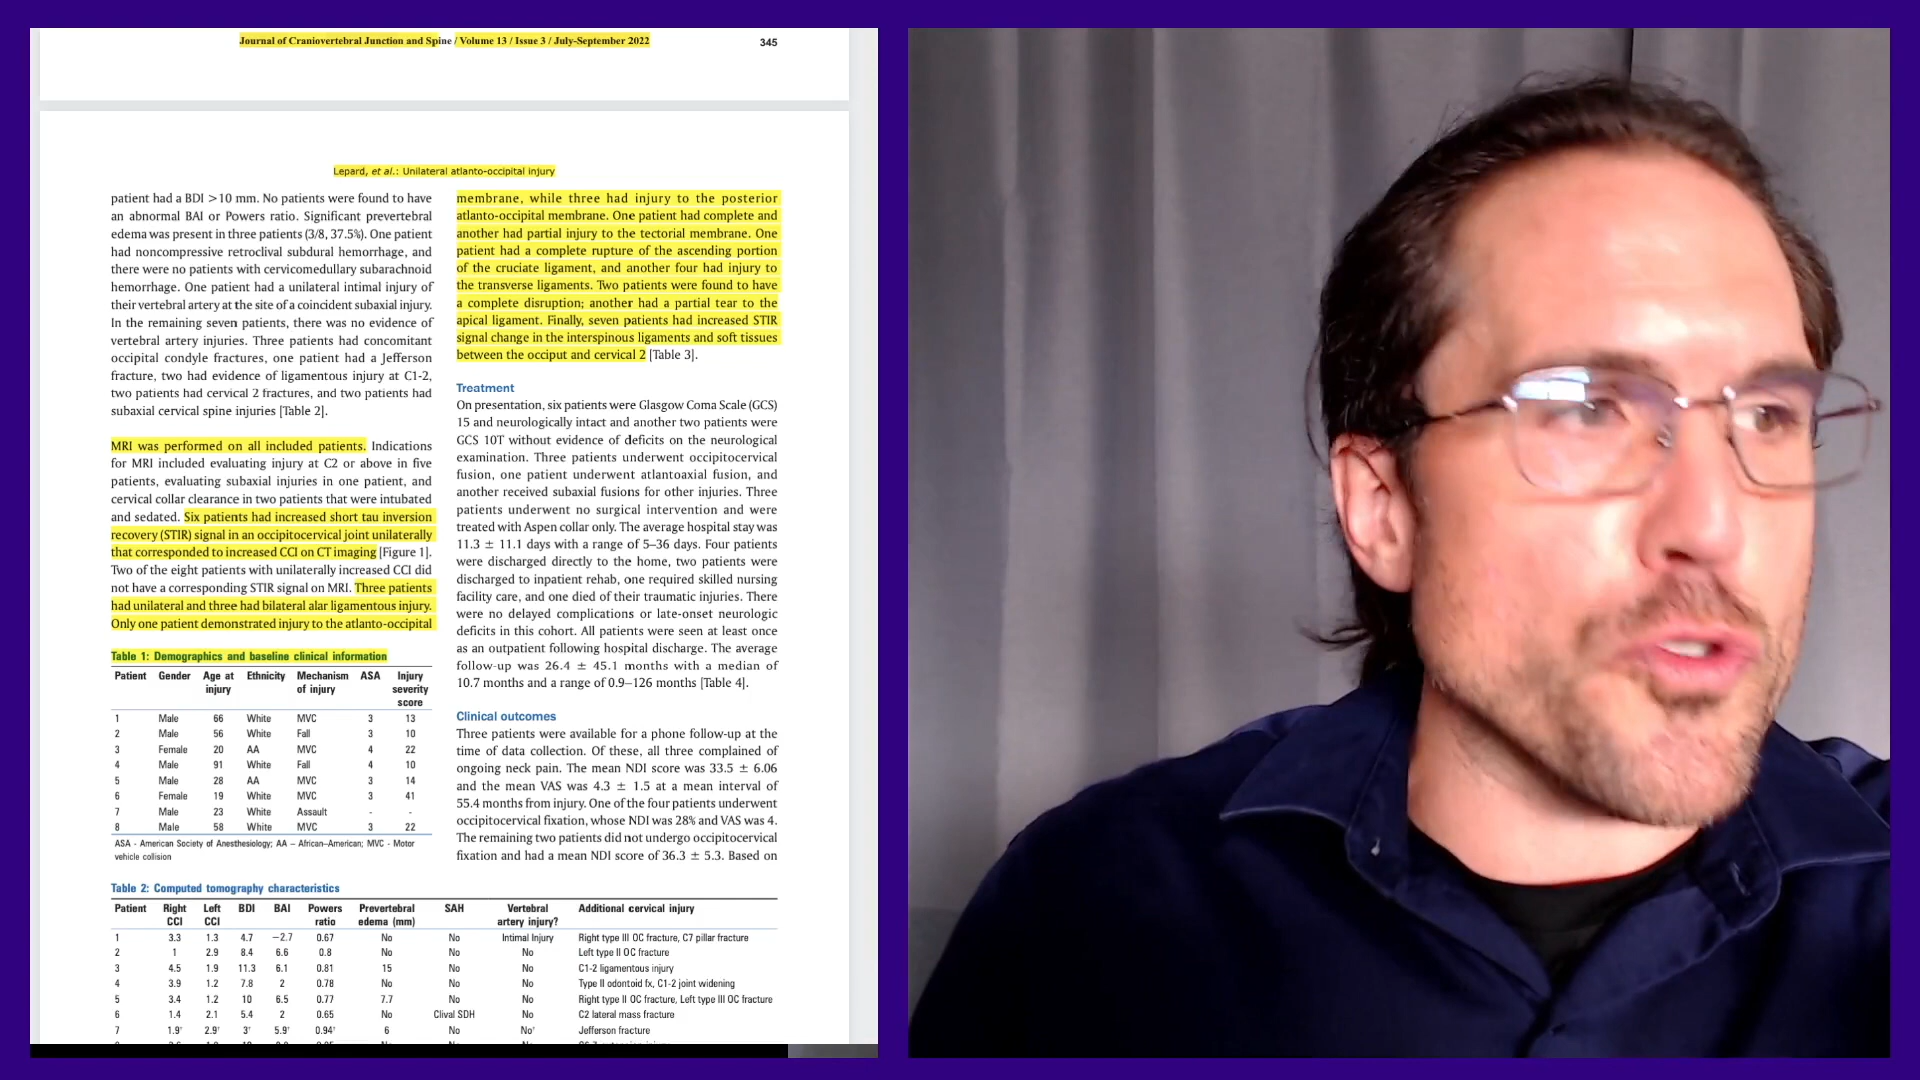 Journal of Craniovertebral Junction and Spine / Volume 13 / Issue 3 / July-September 2022
345
Lepard, et al.: Unilateral atlanto-occipital injury
patient had a BDI >10 mm. No patients were found to have
an abnormal BAI or Powers ratio. Significant prevertebral
edema was present in three patients (3/8, 37.5%). One patient
had noncompressive retroclival subdural hemorrhage, and
there were no patients with cervicomedullary subarachnoid
hemorrhage. One patient had a unilateral intimal injury of
their vertebral artery at the site of a coincident subaxial injury.
In the remaining seven patients, there was no evidence of
vertebral artery injuries. Three patients had concomitant
occipital condyle fractures, one patient had a Jefferson
fracture, two had evidence of ligamentous injury at C1-2,
two patients had cervical 2 fractures, and two patients had
subaxial cervical spine injuries [Table 2].
MRI was performed on all included patients. Indications
for MRI included evaluating injury at C2 or above in five
patients, evaluating subaxial injuries in one patient, and
cervical collar clearance in two patients that were intubated
and sedated. Six patients had increased short tau inversion
recovery (STIR) signal in an occipitocervical joint unilaterally
that corresponded to increased CCI on CT imaging [Figure 1].
Two of the eight patients with unilaterally increased CCI did
not have a corresponding STIR signal on MRI. Three patients
had unilateral and three had bilateral alar ligamentous injury.
Only one patient demonstrated injury to the atlanto-occipital
Table 1: Demographics and baseline clinical information
Patient Gender Age at injury Ethnicity Mechanism of injury ASA Injury severity score
1 Male 66 White MVC 3 13
2 Male 56 White Fall 3 10
3 Female 20 AA MVC 4 22
4 Male 91 White Fall 4 10
5 Male 28 AA MVC 3 14
6 Female 19 White MVC 3 41
7 Male 23 White Assault - -
8 Male 58 White MVC 3 22
ASA - American Society of Anesthesiology; AA – African–American; MVC - Motor
vehicle collision
membrane, while three had injury to the posterior
atlanto-occipital membrane. One patient had complete and
another had partial injury to the tectorial membrane. One
patient had a complete rupture of the ascending portion
of the cruciate ligament, and another four had injury to
the transverse ligaments. Two patients were found to have
a complete disruption; another had a partial tear to the
apical ligament. Finally, seven patients had increased STIR
signal change in the interspinous ligaments and soft tissues
between the occiput and cervical 2 [Table 3].
Treatment
On presentation, six patients were Glasgow Coma Scale (GCS)
15 and neurologically intact and another two patients were
GCS 10T without evidence of deficits on the neurological
examination. Three patients underwent occipitocervical
fusion, one patient underwent atlantoaxial fusion, and
another received subaxial fusions for other injuries. Three
patients underwent no surgical intervention and were
treated with Aspen collar only. The average hospital stay was
11.3 ± 11.1 days with a range of 5–36 days. Four patients
were discharged directly to the home, two patients were
discharged to inpatient rehab, one required skilled nursing
facility care, and one died of their traumatic injuries. There
were no delayed complications or late-onset neurologic
deficits in this cohort. All patients were seen at least once
as an outpatient following hospital discharge. The average
follow-up was 26.4 ± 45.1 months with a median of
10.7 months and a range of 0.9–126 months [Table 4].
Clinical outcomes
Three patients were available for a phone follow-up at the
time of data collection. Of these, all three complained of
ongoing neck pain. The mean NDI score was 33.5 ± 6.06
and the mean VAS was 4.3 ± 1.5 at a mean interval of
55.4 months from injury. One of the four patients underwent
occipitocervical fixation, whose NDI was 28% and VAS was 4.
The remaining two patients did not undergo occipitocervical
fixation and had a mean NDI score of 36.3 ± 5.3. Based on
Table 2: Computed tomography characteristics
Patient Right CCI Left CCI BDI BAI Powers ratio Prevertebral edema (mm) SAH Vertebral artery injury? Additional cervical injury
1 3.3 1.3 4.7 −2.7 0.67 No No Intimal Injury Right type III OC fracture, C7 pillar fracture
2 1 2.9 8.4 6.6 0.8 No No No Left type II OC fracture
3 4.5 1.9 11.3 6.1 0.81 15 No No C1-2 ligamentous injury
4 3.9 1.2 7.8 2 0.78 No No No Type II odontoid fx, C1-2 joint widening
5 3.4 1.2 10 6.5 0.77 7.7 No No Right type II OC fracture, Left type III OC fracture
6 1.4 2.1 5.4 2 0.65 No Clival SDH No C2 lateral mass fracture
7 1.9† 2.9† 3† 5.9† 0.94† 6 No No† Jefferson fracture